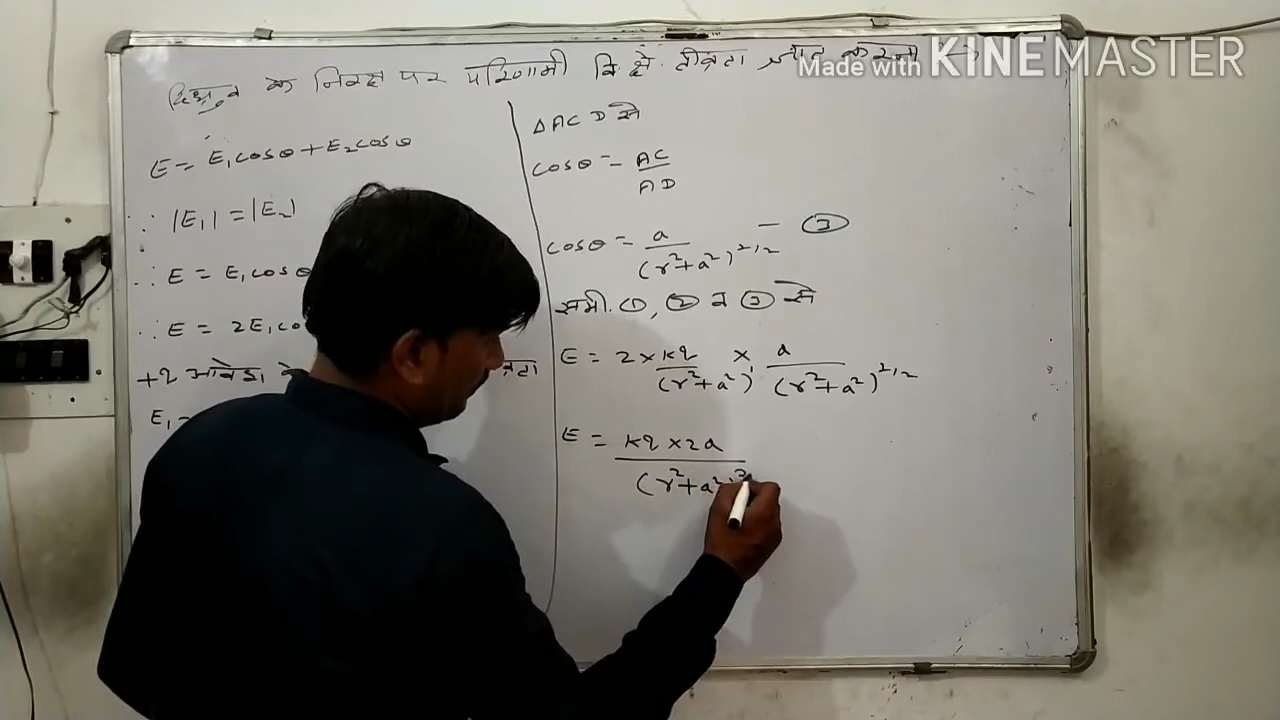 के निरक्ष पर परिणामी वि. क्षे. तीव्रता ज्ञात करना →
Made with KINEMASTER
E = E₁cosθ + E₂cosθ
∵ |E₁| = |E₂|
∴ E = E₁cosθ
∴ E = 2E₁co
+q आवेश के
E₁ =
ΔACD से
cosθ = AC/AD
cosθ = a/(r²+a²)^1/2 — ③
समी. ①, ② व ③ से
E = 2×kq/(r²+a²) × a/(r²+a²)^1/2
E = kq×2a/(r²+a²)³